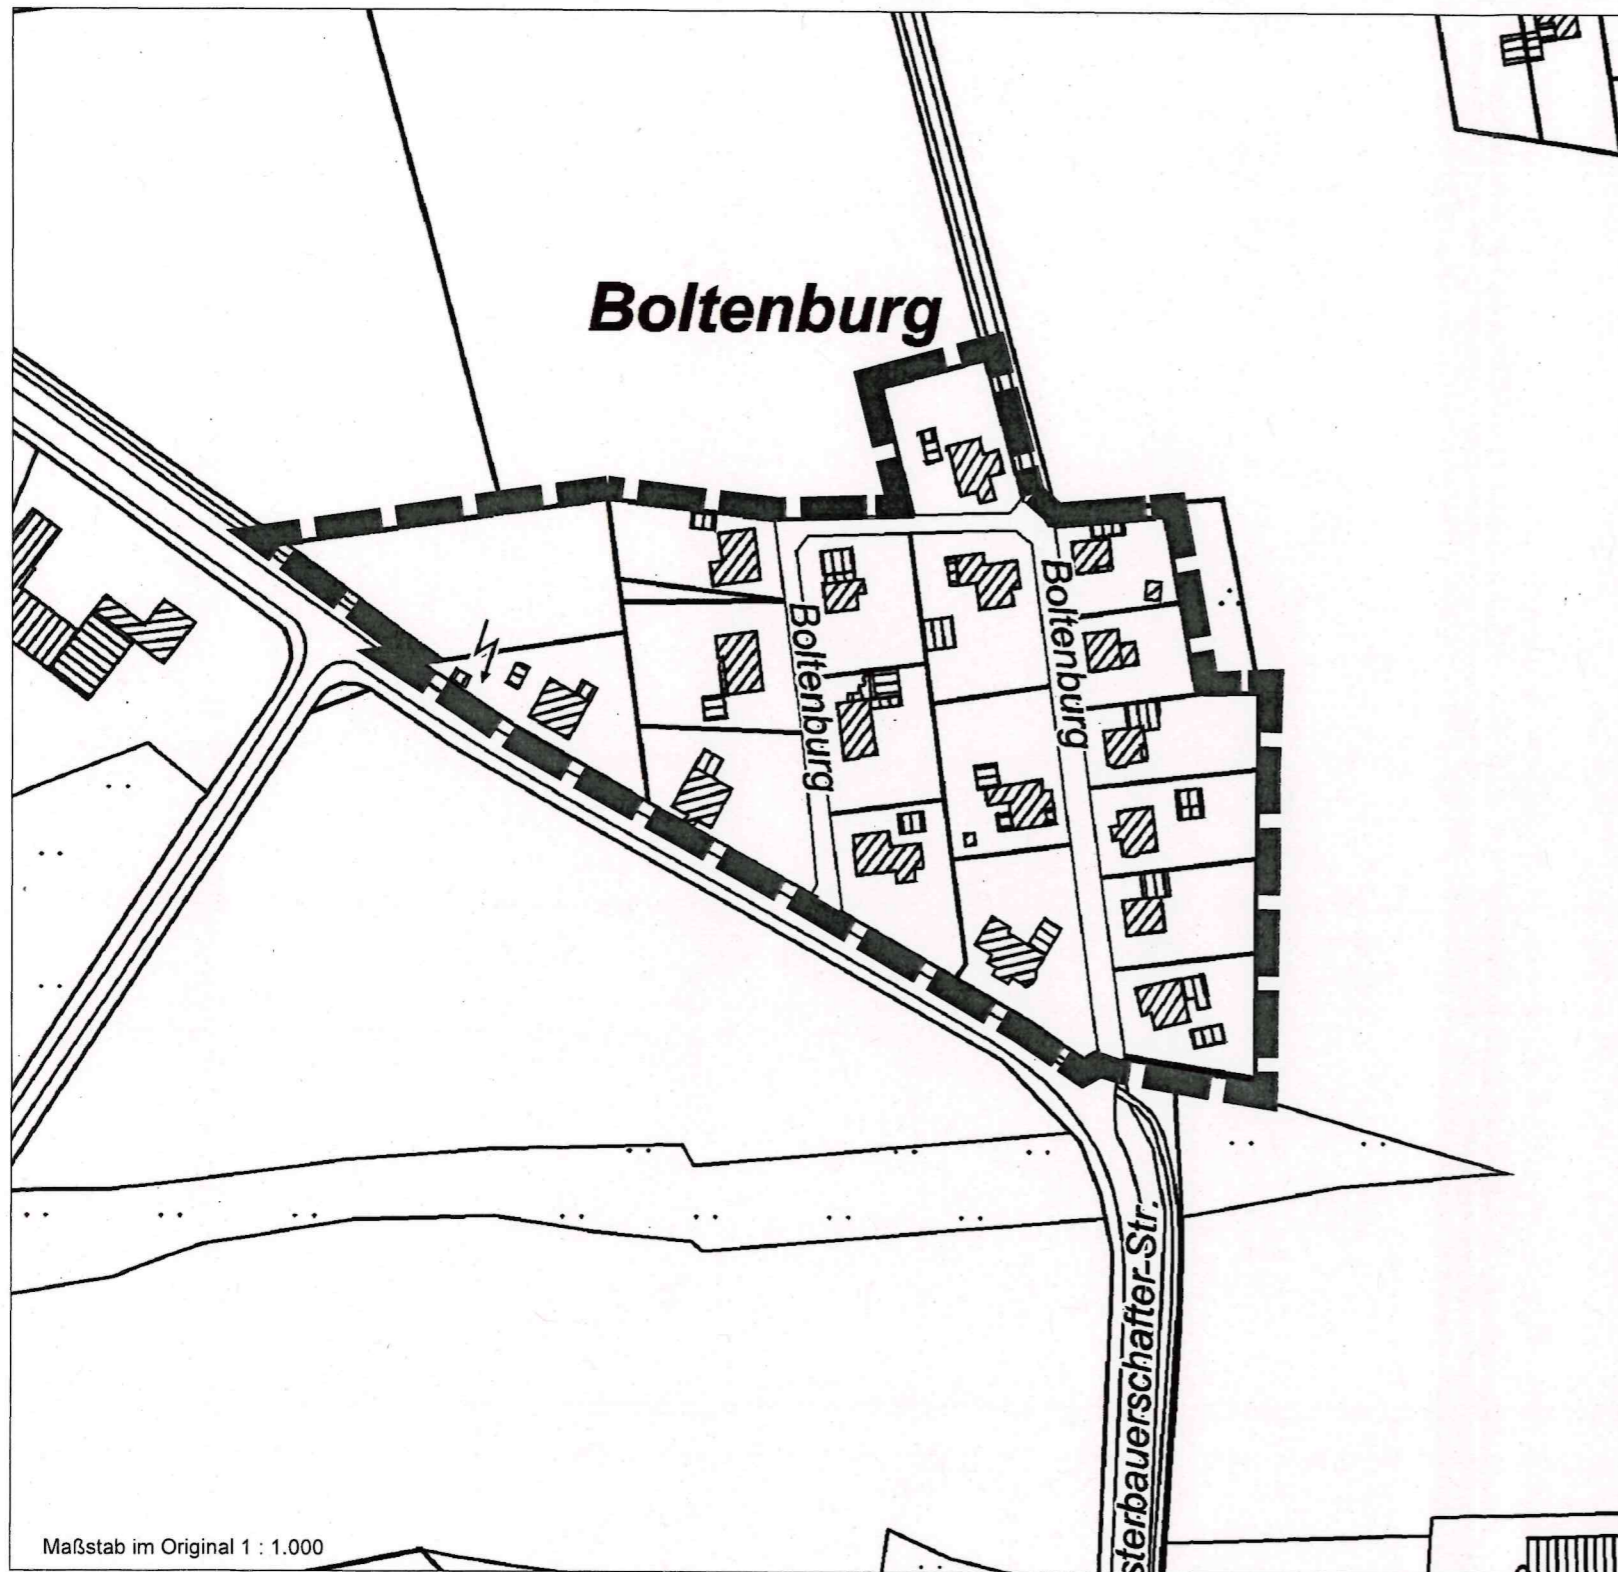 Boltenburg
Boltenburg
Boltenburg
sterbauerschafter-Str.
Maßstab im Original 1 : 1.000